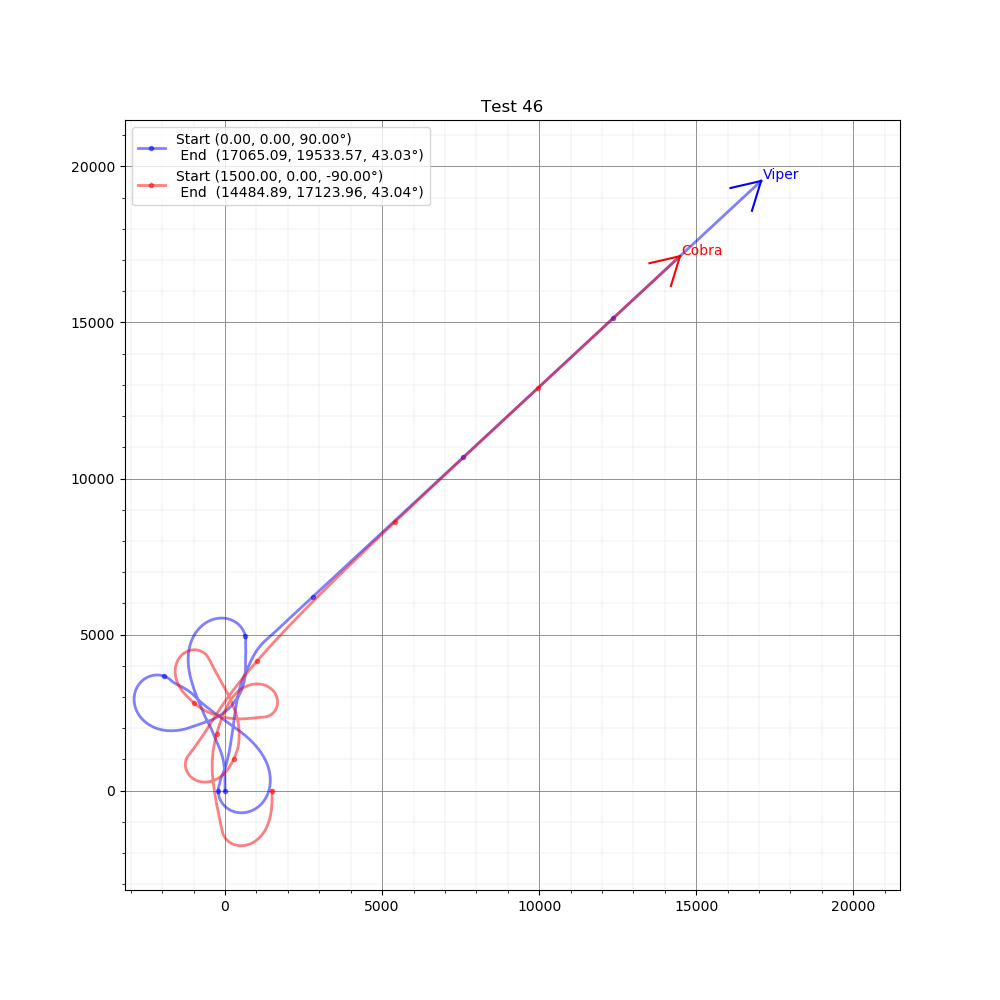 Test 46
Start (0.00, 0.00, 90.00°)
End  (17065.09, 19533.57, 43.03°)
Start (1500.00, 0.00, -90.00°)
End  (14484.89, 17123.96, 43.04°)
Viper
Cobra
20000
15000
10000
5000
0
0
5000
10000
15000
20000